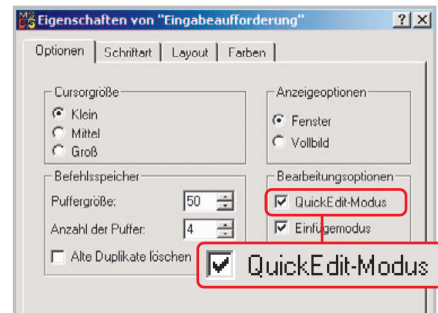 Eigenschaften von "Eingabeaufforderung"
Optionen Schriftart Layout Farben
Cursorgröße
Klein
Mittel
Groß
Anzeigeoptionen
Fenster
Vollbild
Befehlsspeicher
Puffergröße: 50
Anzahl der Puffer: 4
Alte Duplikate löschen
Bearbeitungsoptionen
QuickEdit-Modus
Einfügemodus
QuickEdit-Modus